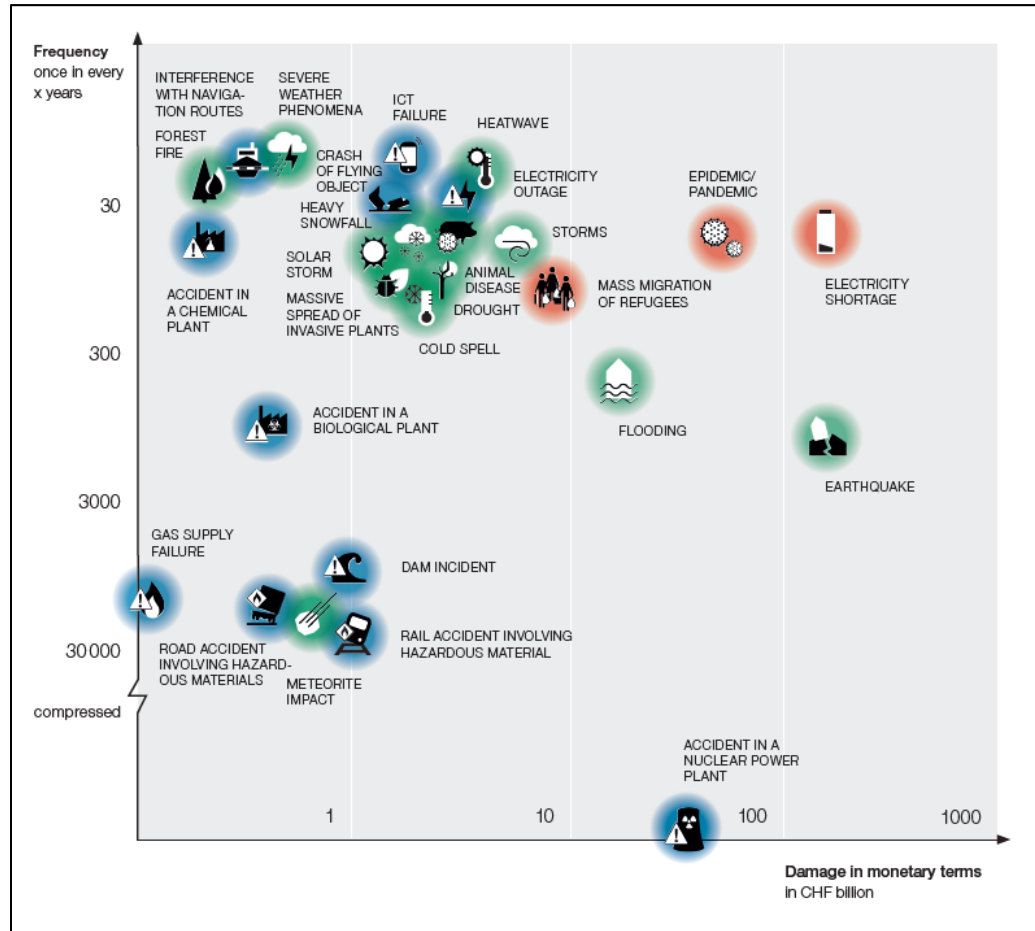 Frequency
once in every
x years
INTERFERENCE
WITH NAVIGA-
TION ROUTES
SEVERE
WEATHER
PHENOMENA
ICT
FAILURE
HEATWAVE
FOREST
FIRE
CRASH
OF FLYING
OBJECT
ELECTRICITY
OUTAGE
EPIDEMIC/
PANDEMIC
30
HEAVY
SNOWFALL
STORMS
SOLAR
STORM
ANIMAL
DISEASE
MASS MIGRATION
OF REFUGEES
ELECTRICITY
SHORTAGE
ACCIDENT IN
A CHEMICAL
PLANT
MASSIVE
SPREAD OF
INVASIVE PLANTS
DROUGHT
COLD SPELL
300
ACCIDENT IN A
BIOLOGICAL PLANT
FLOODING
EARTHQUAKE
3000
GAS SUPPLY
FAILURE
DAM INCIDENT
ROAD ACCIDENT
INVOLVING HAZARD-
OUS MATERIALS
METEORITE
IMPACT
RAIL ACCIDENT INVOLVING
HAZARDOUS MATERIAL
30 000
compressed
ACCIDENT IN A
NUCLEAR POWER
PLANT
1
10
100
1000
Damage in monetary terms
in CHF billion